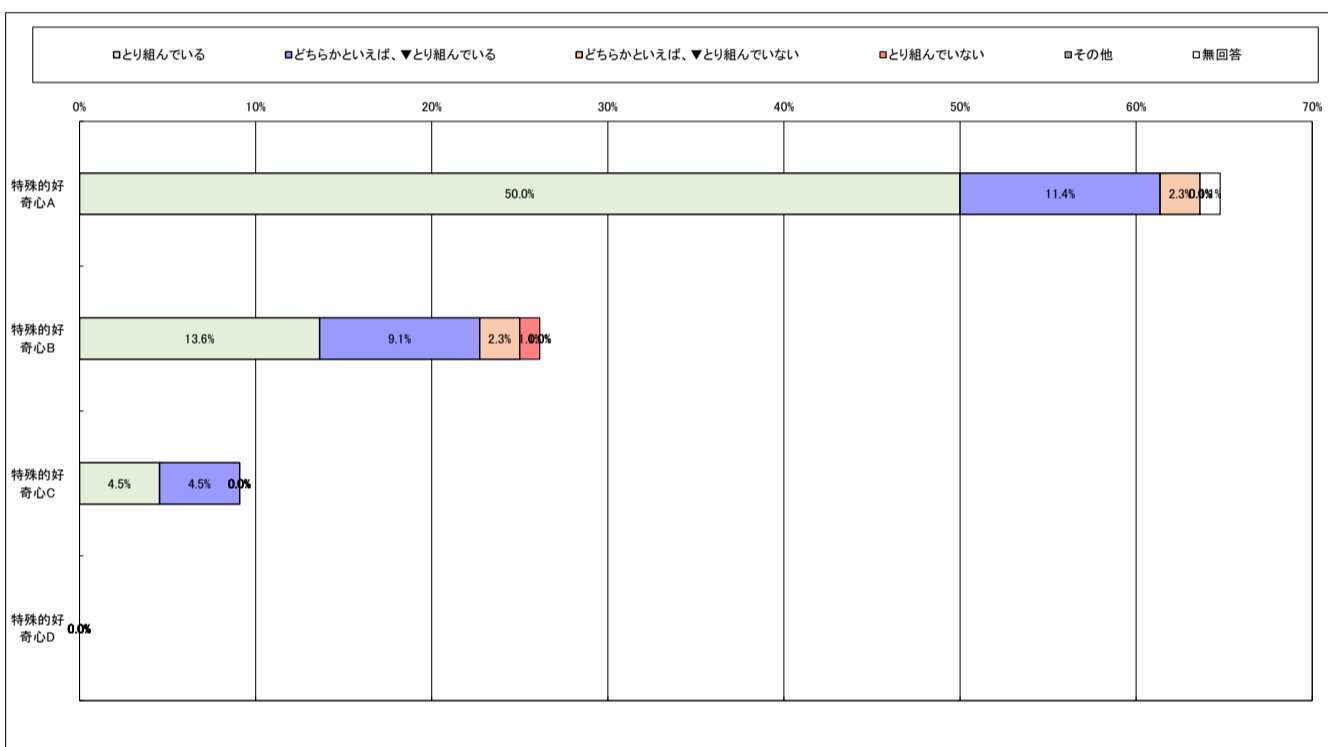 とり組んでいる どちらかといえば、▼とり組んでいる どちらかといえば、▼とり組んでいない とり組んでいない その他 無回答
0% 10% 20% 30% 40% 50% 60% 70%
特殊的好
奇心A
50.0% 11.4% 2.3% 0.0%
特殊的好
奇心B
13.6% 9.1% 2.3% 0.0%
特殊的好
奇心C
4.5% 4.5% 0.0%
特殊的好
奇心D
0.0%